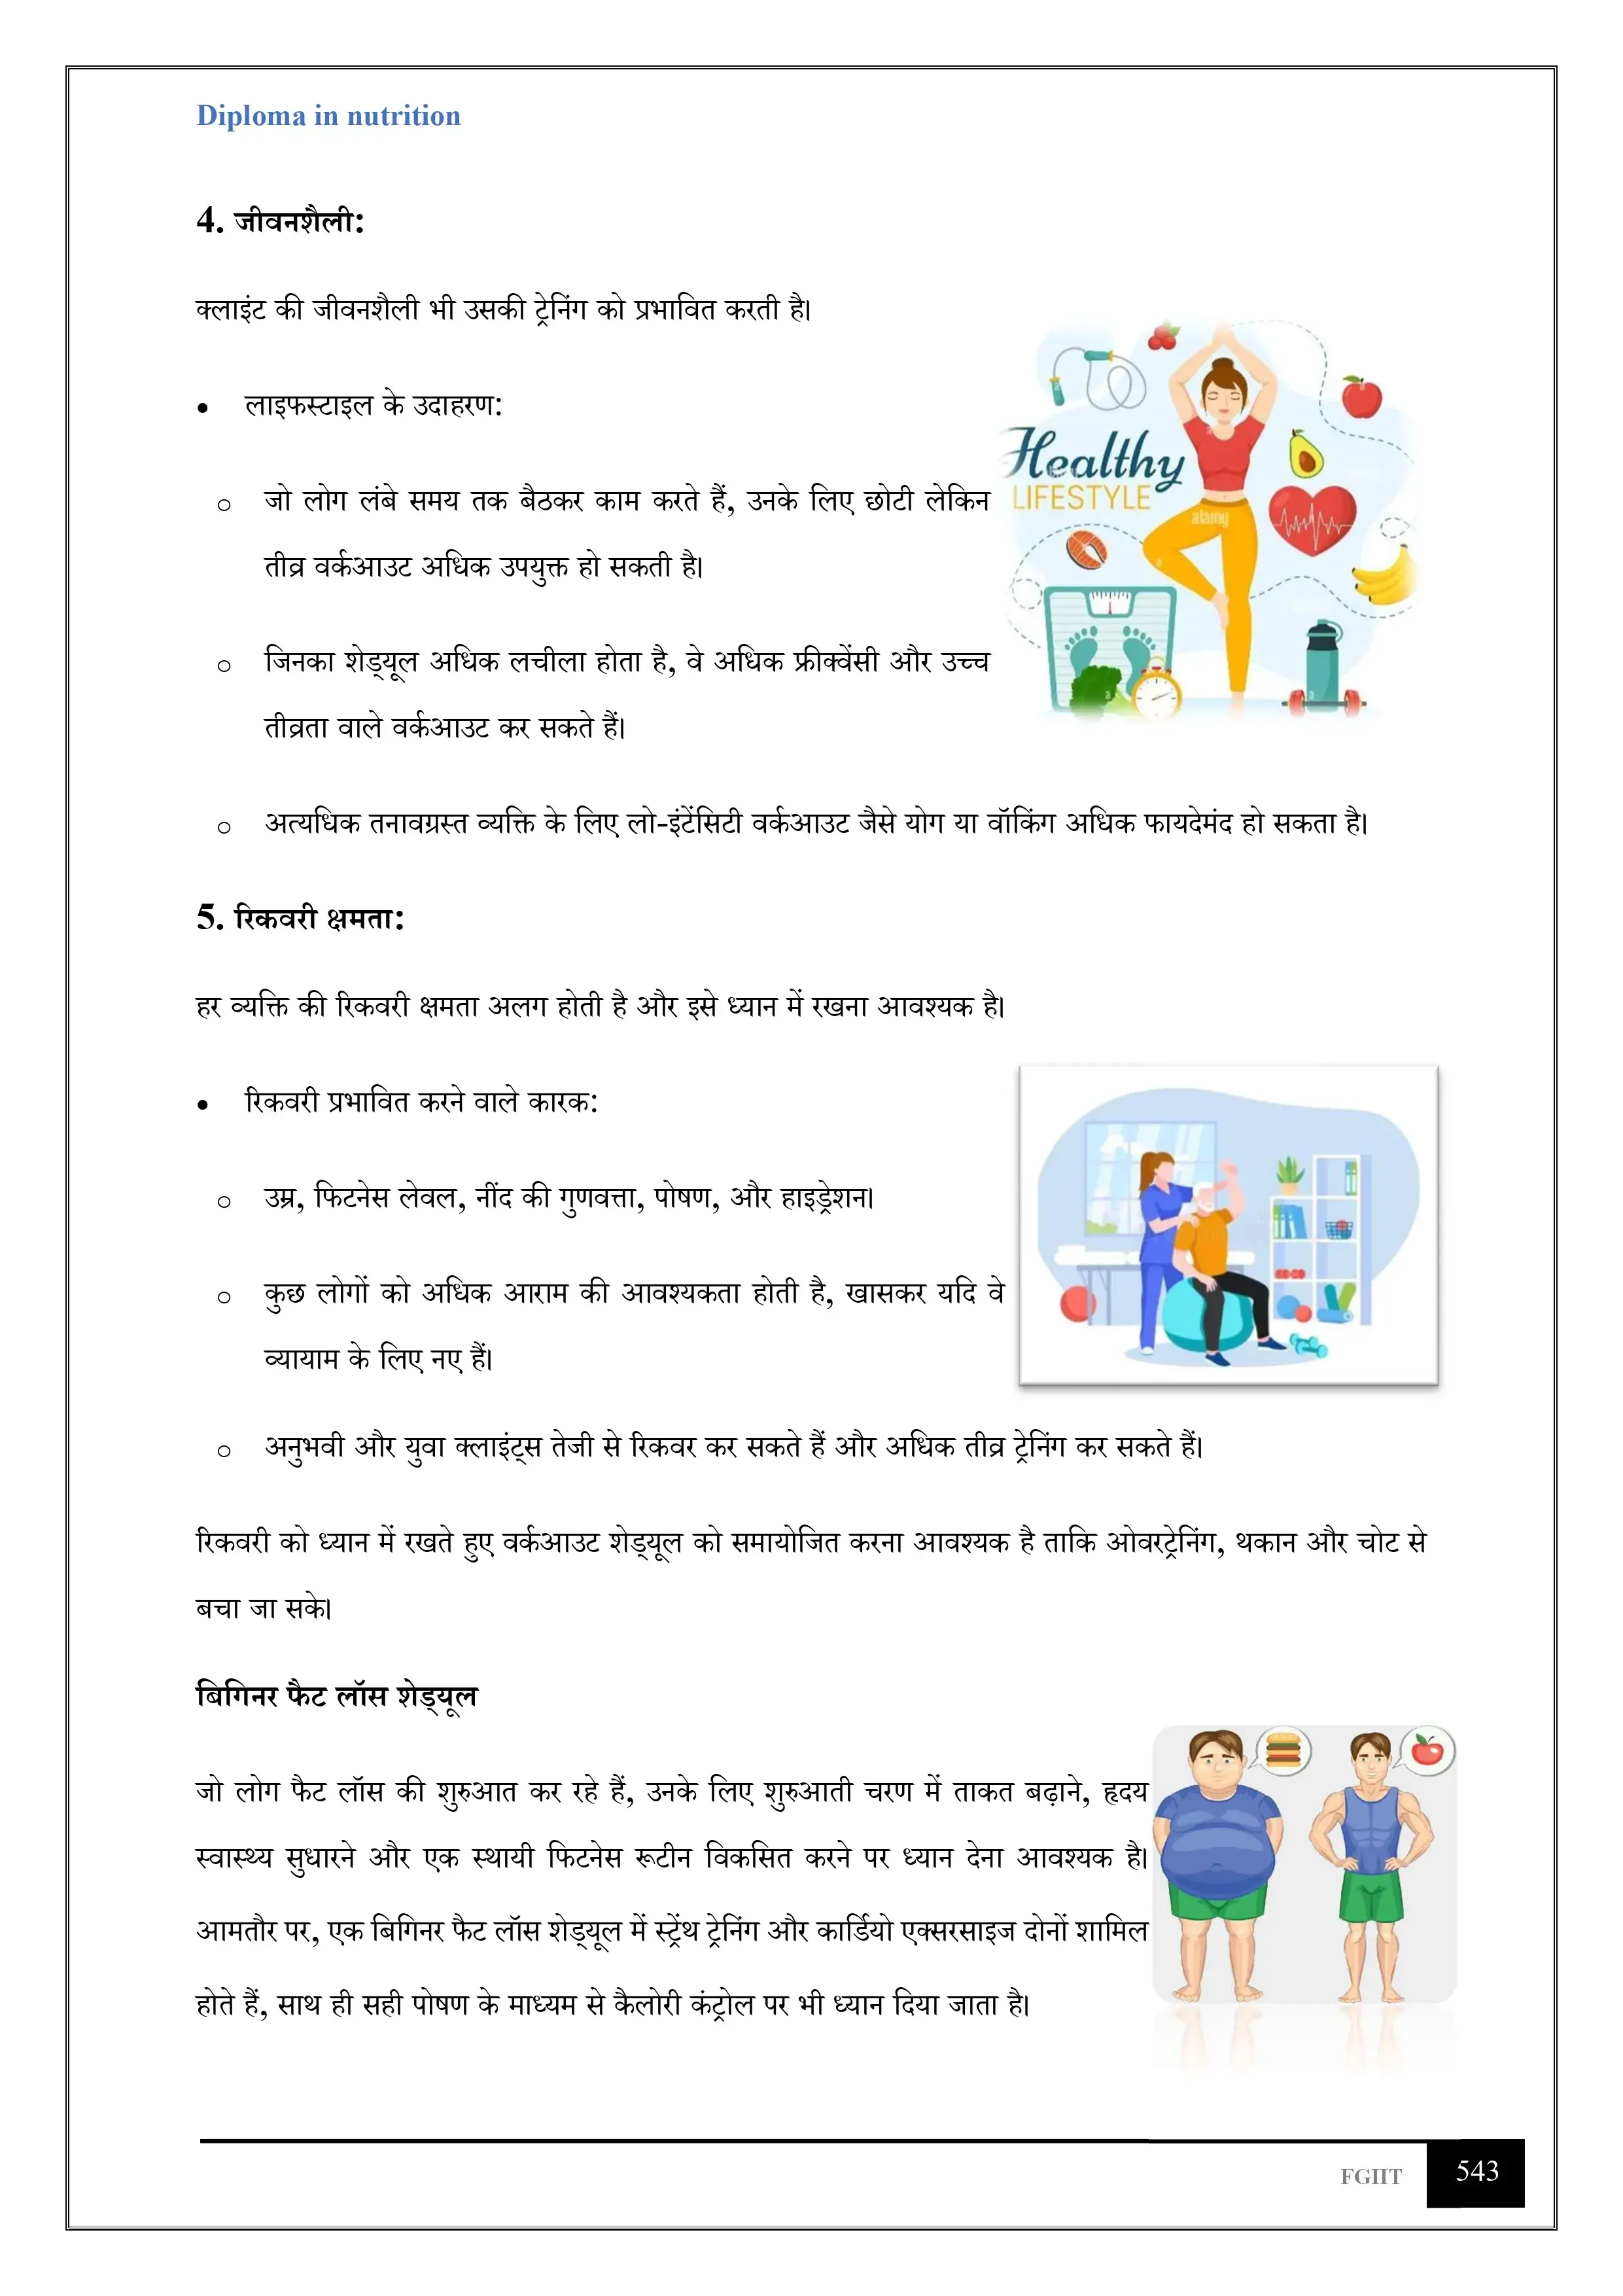 Diploma in nutrition
4. जीवनशैली:
क्लाइंट की जीवनशैली भी उसकी ट्रेनिंग को प्रभावित करती है।
• लाइफस्टाइल के उदाहरण:
o जो लोग लंबे समय तक बैठकर काम करते हैं, उनके लिए छोटी लेकिन
तीव्र वर्कआउट अधिक उपयुक्त हो सकती है।
o जिनका शेड्यूल अधिक लचीला होता है, वे अधिक फ्रीक्वेंसी और उच्च
तीव्रता वाले वर्कआउट कर सकते हैं।
Healthy
LIFESTYLE
alamy
o अत्यधिक तनावग्रस्त व्यक्ति के लिए लो-इंटेंसिटी वर्कआउट जैसे योग या वॉकिंग अधिक फायदेमंद हो सकता है।
5. रिकवरी क्षमता:
हर व्यक्ति की रिकवरी क्षमता अलग होती है और इसे ध्यान में रखना आवश्यक है।
• रिकवरी प्रभावित करने वाले कारक:
o उम्र, फिटनेस लेवल, नींद की गुणवत्ता, पोषण, और हाइड्रेशन।
o कुछ लोगों को अधिक आराम की आवश्यकता होती है, खासकर यदि वे
व्यायाम के लिए नए हैं।
o अनुभवी और युवा क्लाइंट्स तेजी से रिकवर कर सकते हैं और अधिक तीव्र ट्रेनिंग कर सकते हैं।
रिकवरी को ध्यान में रखते हुए वर्कआउट शेड्यूल को समायोजित करना आवश्यक है ताकि ओवरट्रेनिंग, थकान और चोट से
बचा जा सके।
बिगिनर फैट लॉस शेड्यूल
जो लोग फैट लॉस की शुरुआत कर रहे हैं, उनके लिए शुरुआती चरण में ताकत बढ़ाने, हृदय
स्वास्थ्य सुधारने और एक स्थायी फिटनेस रूटीन विकसित करने पर ध्यान देना आवश्यक है।
आमतौर पर, एक बिगिनर फैट लॉस शेड्यूल में स्ट्रेंथ ट्रेनिंग और कार्डियो एक्सरसाइज दोनों शामिल
होते हैं, साथ ही सही पोषण के माध्यम से कैलोरी कंट्रोल पर भी ध्यान दिया जाता है।
FGIIT 543